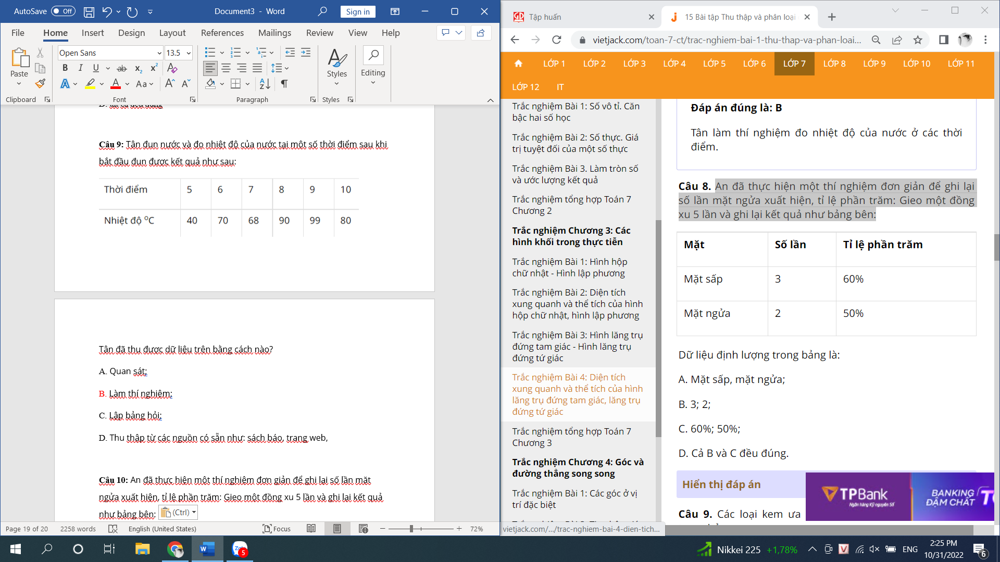 AutoSave Off
Document3 - Word
Sign in
File Home Insert Design Layout References Mailings Review View Help
Paste
Open Sans 13.5
Styles
Editing
Clipboard Font Paragraph Styles
Câu 9: Tân đun nước và đo nhiệt độ của nước tại một số thời điểm sau khi
bắt đầu đun được kết quả như sau:
Thời điểm 5 6 7 8 9 10
Nhiệt độ ⁰C 40 70 68 90 99 80
Tân đã thu được dữ liệu trên bằng cách nào?
A. Quan sát;
B. Làm thí nghiệm;
C. Lập bảng hỏi;
D. Thu thập từ các nguồn có sẵn như: sách báo, trang web,
Câu 10: An đã thực hiện một thí nghiệm đơn giản để ghi lại số lần mặt
ngửa xuất hiện, tỉ lệ phần trăm: Gieo một đồng xu 5 lần và ghi lại kết quả
như bảng bên:
(Ctrl)
Page 19 of 20 2258 words English (United States) Focus 72%
Tập huấn
15 Bài tập Thu thập và phân loại
vietjack.com/toan-7-ct/trac-nghiem-bai-1-thu-thap-va-phan-loai...
LỚP 1 LỚP 2 LỚP 3 LỚP 4 LỚP 5 LỚP 6 LỚP 7 LỚP 8 LỚP 9 LỚP 10 LỚP 11
LỚP 12 IT
Trắc nghiệm Bài 1: Số vô tỉ. Căn
bậc hai số học
Trắc nghiệm Bài 2: Số thực. Giá
trị tuyệt đối của một số thực
Trắc nghiệm Bài 3. Làm tròn số
và ước lượng kết quả
Trắc nghiệm tổng hợp Toán 7
Chương 2
Trắc nghiệm Chương 3: Các
hình khối trong thực tiễn
Trắc nghiệm Bài 1: Hình hộp
chữ nhật - Hình lập phương
Trắc nghiệm Bài 2: Diện tích
xung quanh và thể tích của hình
hộp chữ nhật, hình lập phương
Trắc nghiệm Bài 3: Hình lăng trụ
đứng tam giác - Hình lăng trụ
đứng tứ giác
Trắc nghiệm Bài 4: Diện tích
xung quanh và thể tích của hình
lăng trụ đứng tam giác, lăng trụ
đứng tứ giác
Trắc nghiệm tổng hợp Toán 7
Chương 3
Trắc nghiệm Chương 4: Góc và
đường thẳng song song
Trắc nghiệm Bài 1: Các góc ở vị
trí đặc biệt
vietjack.com/.../trac-nghiem-bai-4-dien-tich...
Đáp án đúng là: B
Tân làm thí nghiệm đo nhiệt độ của nước ở các thời
điểm.
Câu 8. An đã thực hiện một thí nghiệm đơn giản để ghi lại
số lần mặt ngửa xuất hiện, tỉ lệ phần trăm: Gieo một đồng
xu 5 lần và ghi lại kết quả như bảng bên:
Mặt Số lần Tỉ lệ phần trăm
Mặt sấp 3 60%
Mặt ngửa 2 50%
Dữ liệu định lượng trong bảng là:
A. Mặt sấp, mặt ngửa;
B. 3; 2;
C. 60%; 50%;
D. Cả B và C đều đúng.
Hiển thị đáp án
TPBank
Ngân hàng Kỷ nguyên Số
BANKING
ĐẬM CHẤT
Câu 9. Các loại kem ưa
Nikkei 225 +1,78%
ENG
2:25 PM
10/31/2022
6
5